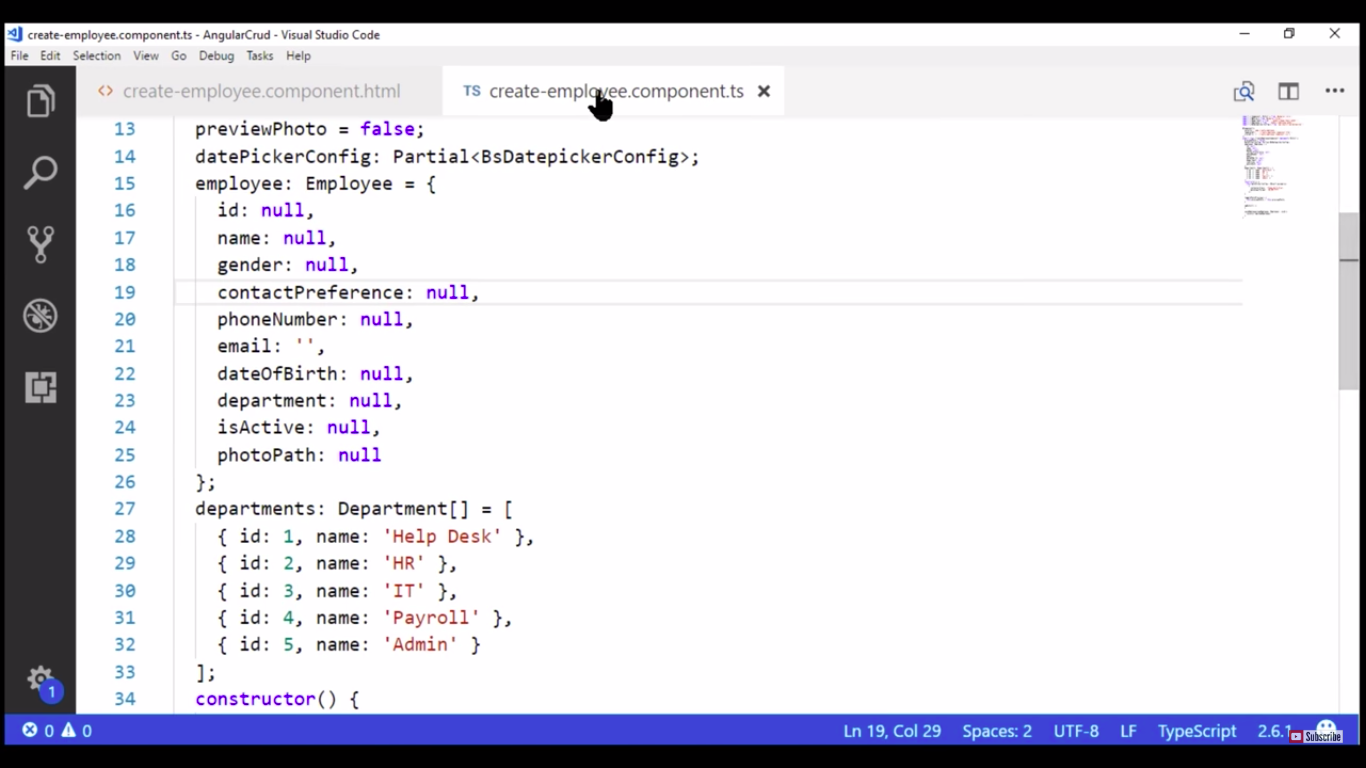 create-employee.component.ts - AngularCrud - Visual Studio Code
File Edit Selection View Go Debug Tasks Help
<> create-employee.component.html TS create-employee.component.ts
13 previewPhoto = false;
14 datePickerConfig: Partial<BsDatepickerConfig>;
15 employee: Employee = {
16 id: null,
17 name: null,
18 gender: null,
19 contactPreference: null,
20 phoneNumber: null,
21 email: '',
22 dateOfBirth: null,
23 department: null,
24 isActive: null,
25 photoPath: null
26 };
27 departments: Department[] = [
28 { id: 1, name: 'Help Desk' },
29 { id: 2, name: 'HR' },
30 { id: 3, name: 'IT' },
31 { id: 4, name: 'Payroll' },
32 { id: 5, name: 'Admin' }
33 ];
34 constructor() {
1
0 0 Ln 19, Col 29 Spaces: 2 UTF-8 LF TypeScript 2.6.1
Subscribe